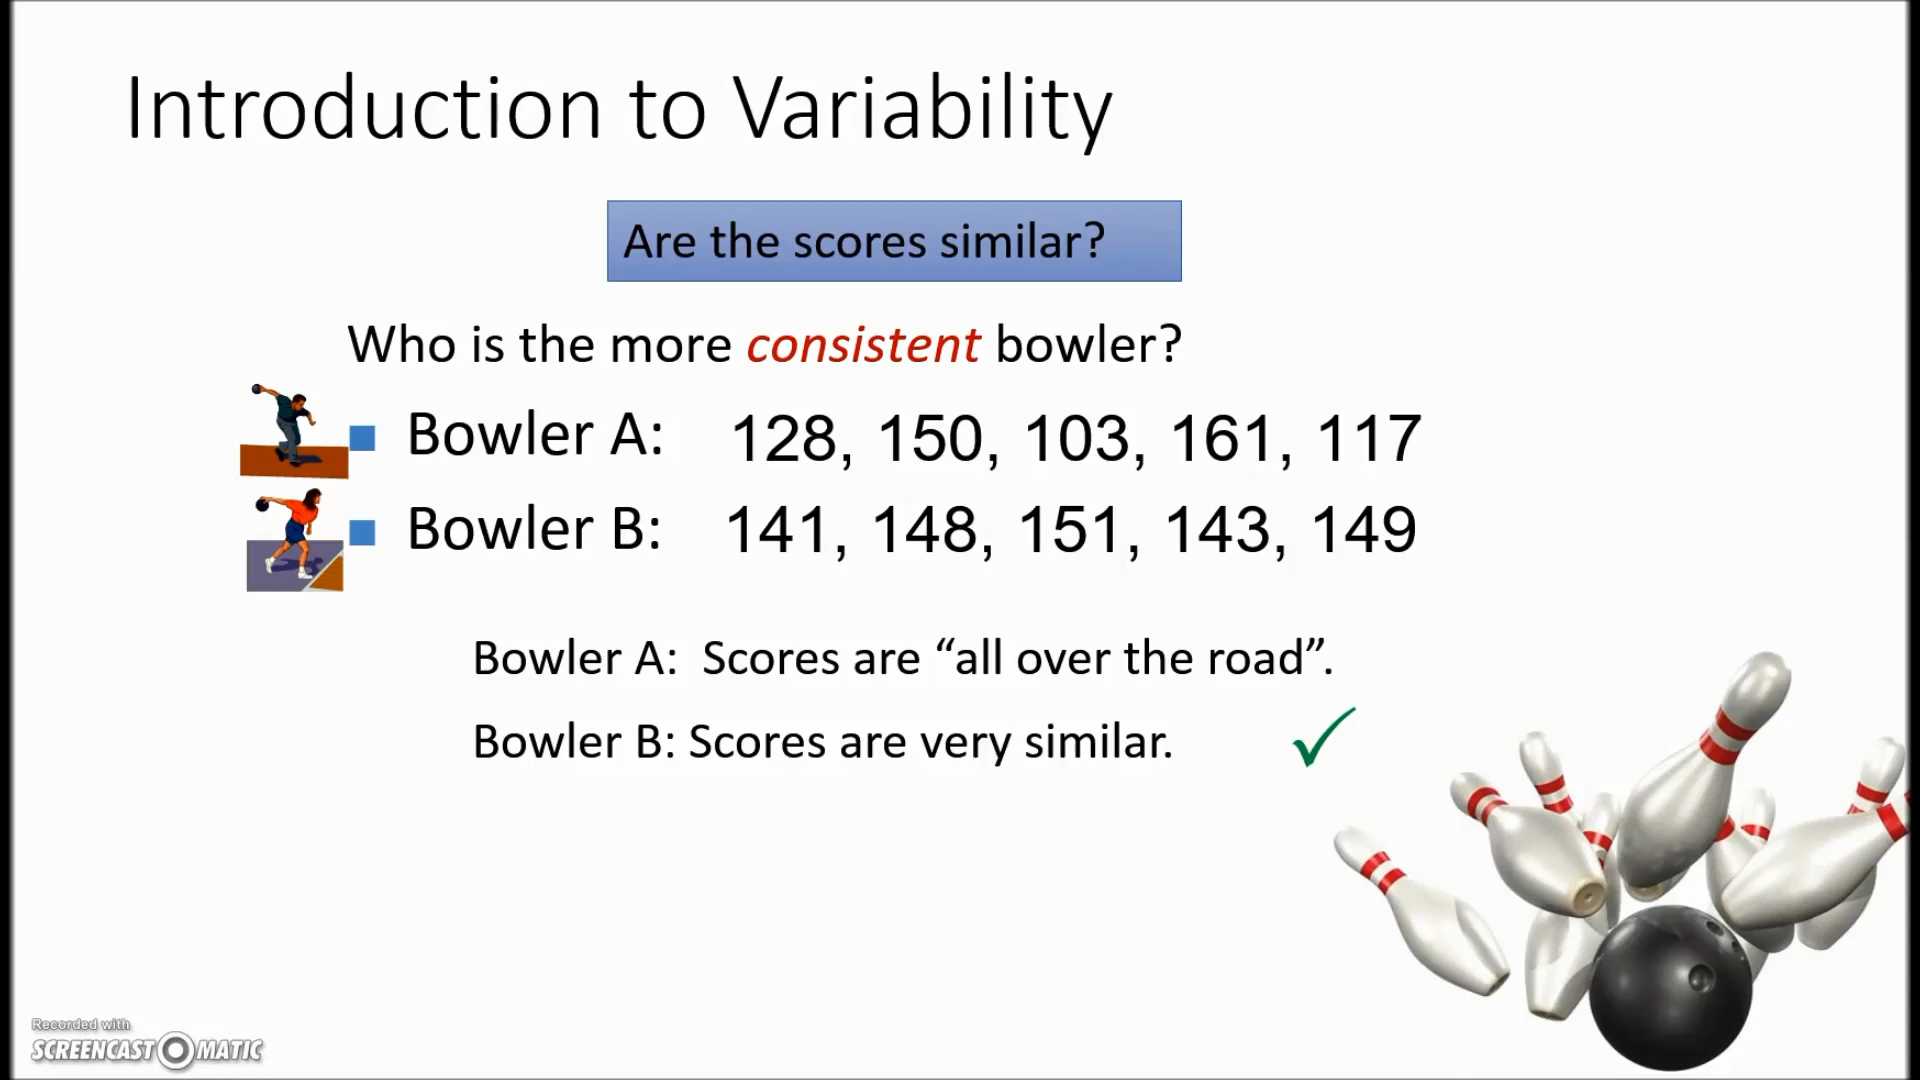 Introduction to Variability
Are the scores similar?
Who is the more consistent bowler?
Bowler A: 128, 150, 103, 161, 117
Bowler B: 141, 148, 151, 143, 149
Bowler A: Scores are “all over the road”.
Bowler B: Scores are very similar.
Recorded with
SCREENCAST MATIC